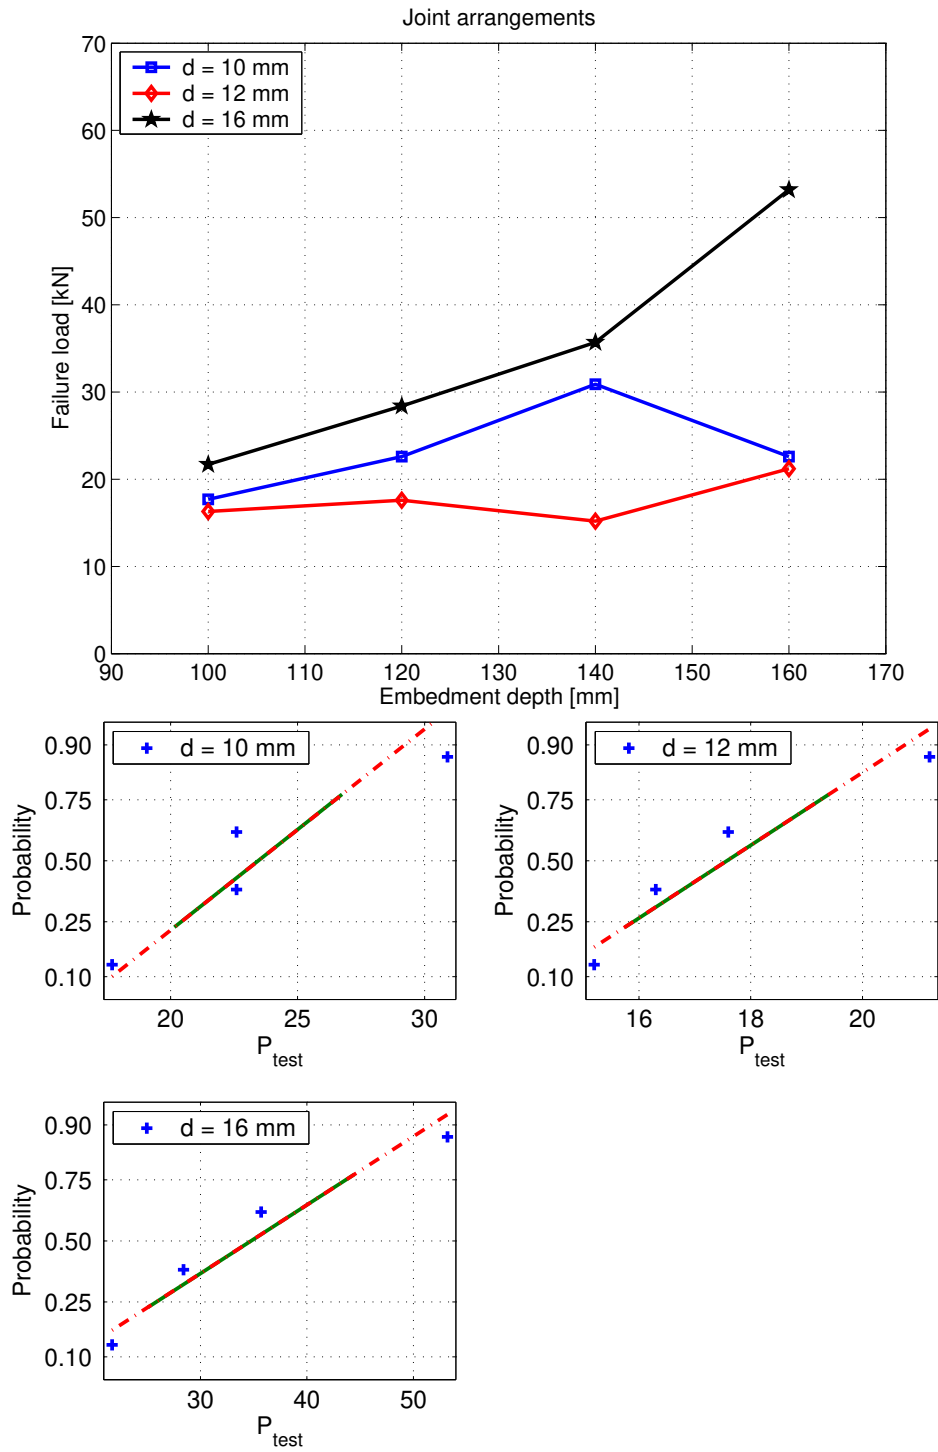 Joint arrangements
70
60
50
40
30
20
10
0
Failure load [kN]
d = 10 mm
d = 12 mm
d = 16 mm
90 100 110 120 130 140 150 160 170
Embedment depth [mm]
0.90
0.75
0.50
0.25
0.10
Probability
d = 10 mm
20 25 30
P_test
0.90
0.75
0.50
0.25
0.10
Probability
d = 12 mm
16 18 20
P_test
0.90
0.75
0.50
0.25
0.10
Probability
d = 16 mm
30 40 50
P_test